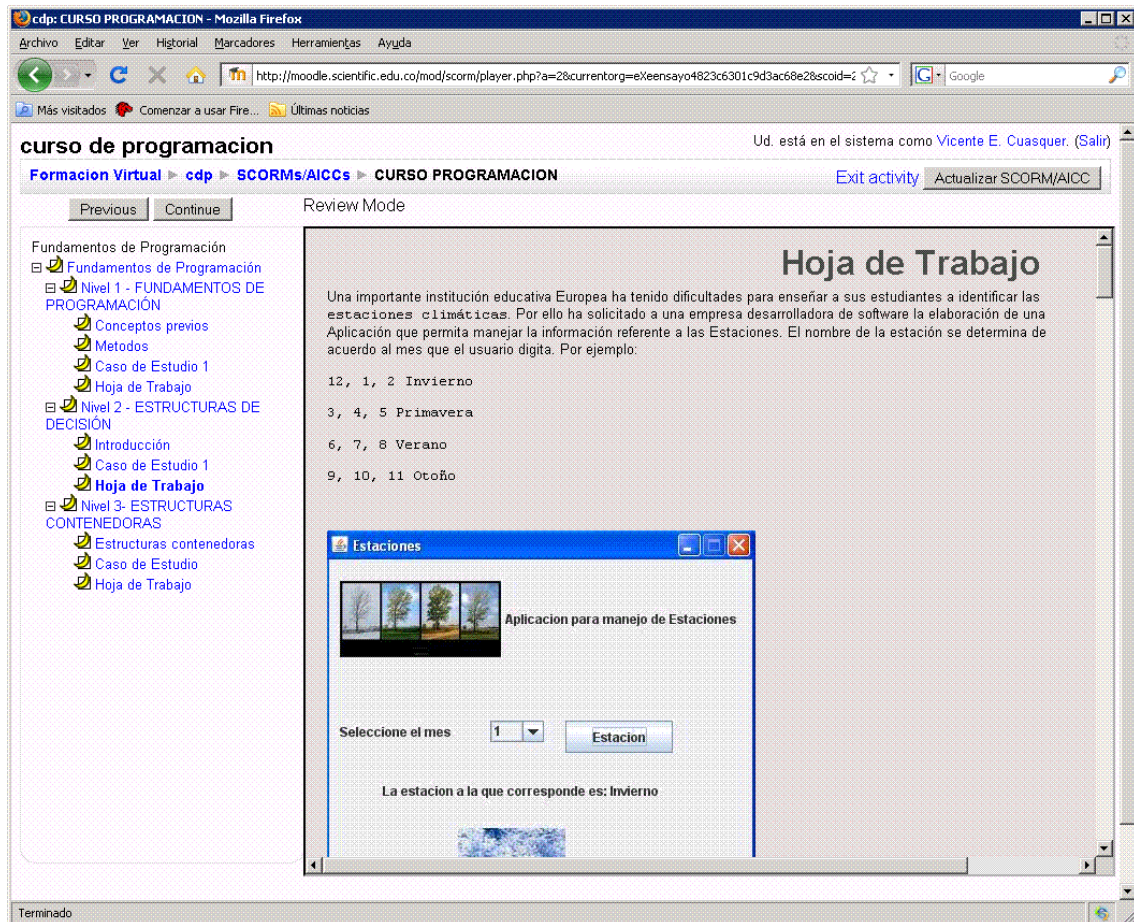 cdp: CURSO PROGRAMACION - Mozilla Firefox
Archivo Editar Ver Historial Marcadores Herramientas Ayuda
http://moodle.scientific.edu.co/mod/scorm/player.php?a=2&currentorg=eXeensayo4823c6301c9d3ac68e28&scoid=2
G Google
Más visitados Comenzar a usar Fire... Últimas noticias
curso de programacion
Ud. está en el sistema como Vicente E. Cuasquer. (Salir)
Formacion Virtual ► cdp ► SCORMs/AICCs ► CURSO PROGRAMACION
Exit activity Actualizar SCORM/AICC
Previous Continue Review Mode
Fundamentos de Programación
Fundamentos de Programación
Nivel 1 - FUNDAMENTOS DE
PROGRAMACIÓN
Conceptos previos
Metodos
Caso de Estudio 1
Hoja de Trabajo
Nivel 2 - ESTRUCTURAS DE
DECISIÓN
Introducción
Caso de Estudio 1
Hoja de Trabajo
Nivel 3- ESTRUCTURAS
CONTENEDORAS
Estructuras contenedoras
Caso de Estudio
Hoja de Trabajo
Hoja de Trabajo
Una importante institución educativa Europea ha tenido dificultades para enseñar a sus estudiantes a identificar las
estaciones climáticas. Por ello ha solicitado a una empresa desarrolladora de software la elaboración de una
Aplicación que permita manejar la información referente a las Estaciones. El nombre de la estación se determina de
acuerdo al mes que el usuario digita. Por ejemplo:
12, 1, 2 Invierno
3, 4, 5 Primavera
6, 7, 8 Verano
9, 10, 11 Otoño
Estaciones
Aplicacion para manejo de Estaciones
Seleccione el mes 1 Estacion
La estacion a la que corresponde es: Invierno
Terminado